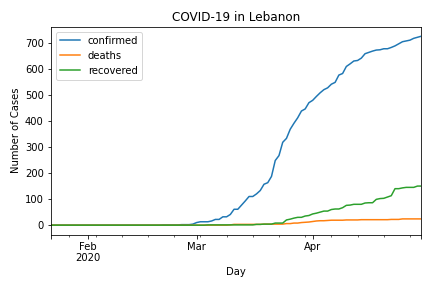 COVID-19 in Lebanon
confirmed
deaths
recovered
700
600
500
400
300
200
100
0
Number of Cases
Feb
2020
Mar
Apr
Day